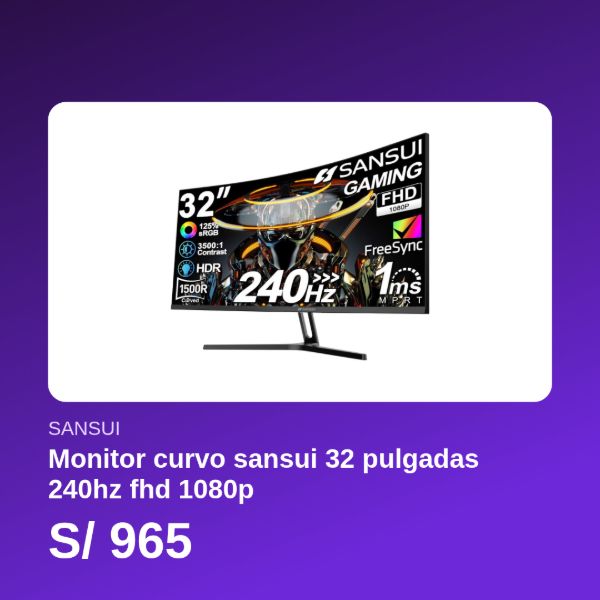 SANSUI
GAMING
32"
FHD
1080P
125%
sRGB
3500:1
Contrast
FreeSync
HDR
240Hz
>>>
1ms
MPRT
1500R
Curved
SANSUI
Monitor curvo sansui 32 pulgadas
240hz fhd 1080p
S/ 965